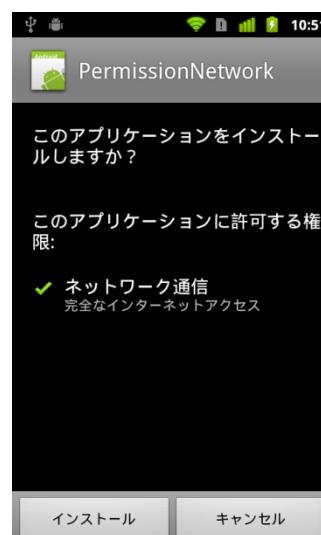 10:51
PermissionNetwork
このアプリケーションをインストー
ルしますか？
このアプリケーションに許可する権
限:
ネットワーク通信
完全なインターネットアクセス
インストール
キャンセル